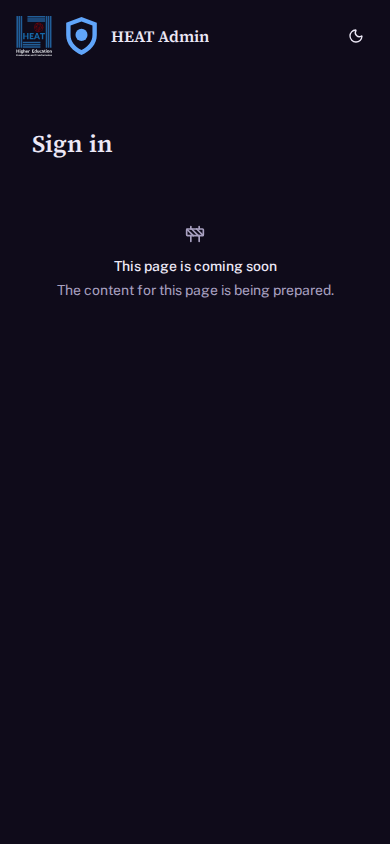 HEAT
Higher Education
HEAT Admin
Sign in
This page is coming soon
The content for this page is being prepared.